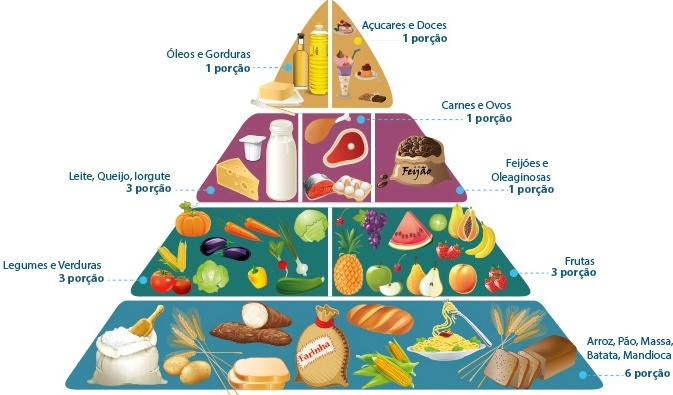 Açucares e Doces
1 porção
Óleos e Gorduras
1 porção
Carnes e Ovos
1 porção
Leite, Queijo, Iorgute
3 porção
Feijão
Feijóes e
Oleaginosas
1 porção
Legumes e Verduras
3 porção
Frutas
3 porção
Farinha
Arroz, Pão, Massa,
Batata, Mandioca
6 porção